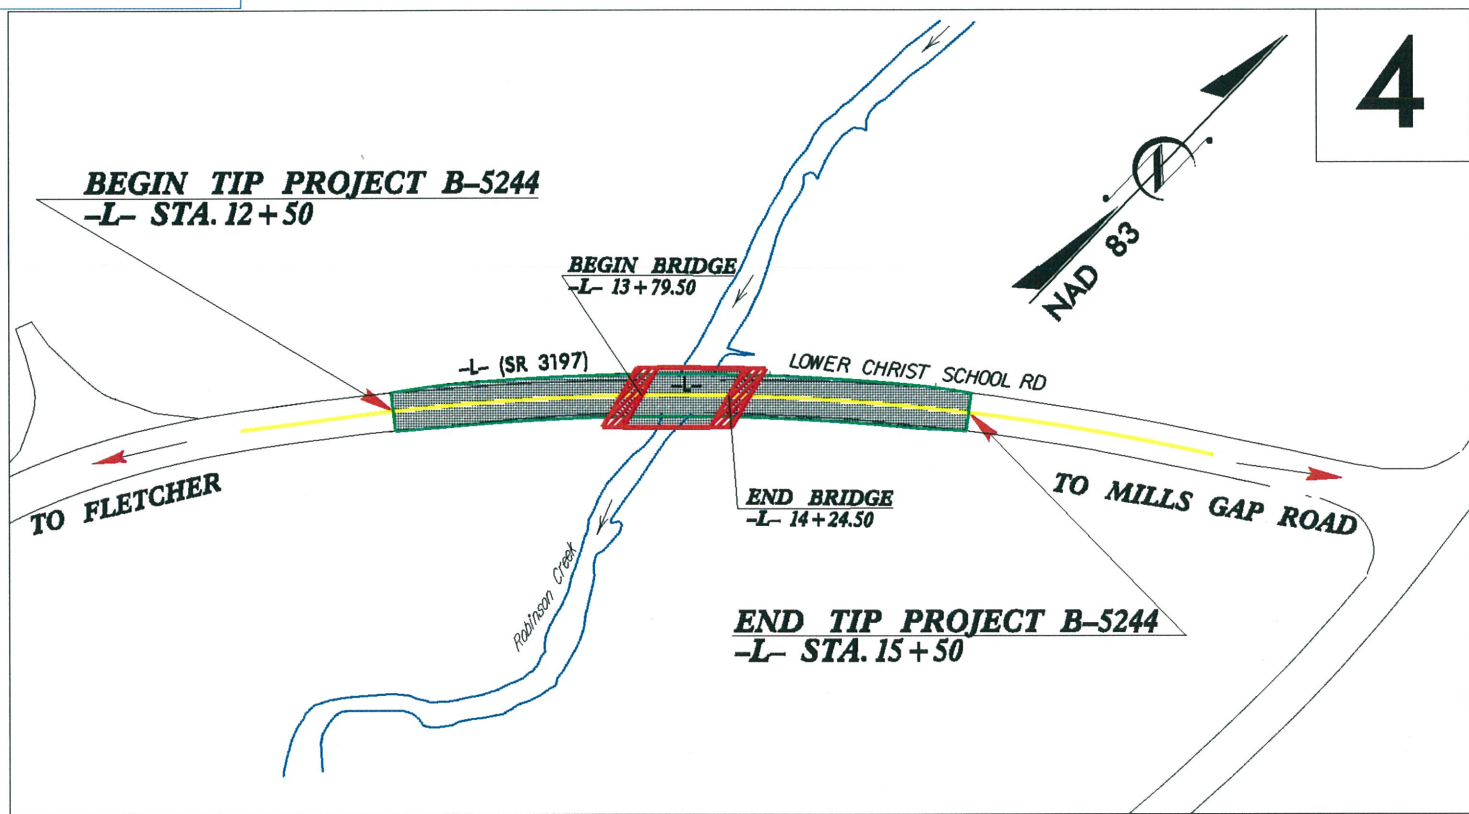 4
BEGIN TIP PROJECT B-5244
-L- STA. 12+50
NAD 83
BEGIN BRIDGE
-L- 13+79.50
-L- (SR 3197)
-L-
LOWER CHRIST SCHOOL RD
TO FLETCHER
TO MILLS GAP ROAD
END BRIDGE
-L- 14+24.50
Robinson Creek
END TIP PROJECT B-5244
-L- STA. 15+50